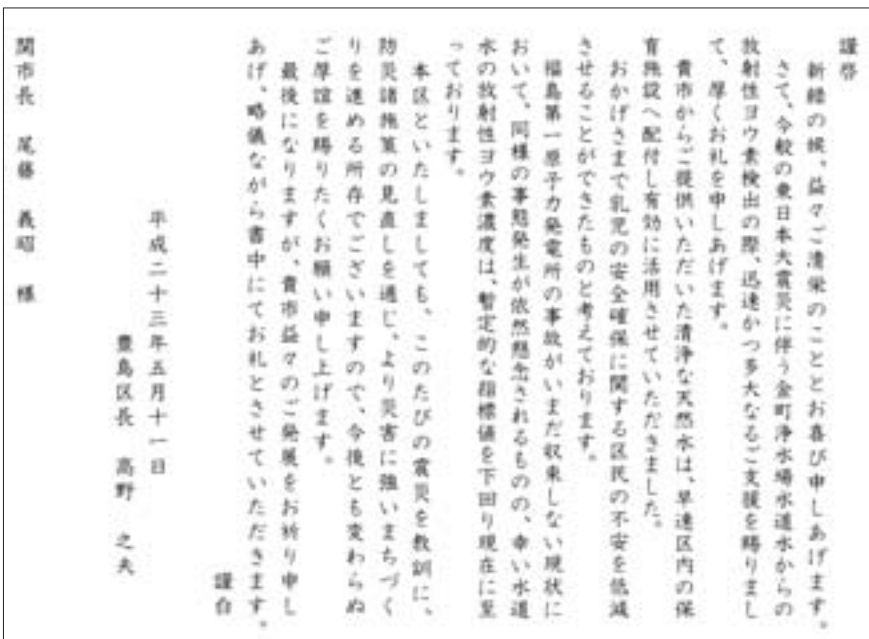 謹啓
新緑の候、益々ご清栄のこととお喜び申しあげます。
さて、今般の東日本大震災に伴う金町浄水場水道水からの
放射性ヨウ素検出の際、迅速かつ多大なるご支援を賜りまし
て、厚くお礼を申しあげます。
貴市からご提供いただいた清浄な天然水は、早速区内の保
育施設へ配付し有効に活用させていただきました。
おかげさまで乳児の安全確保に関する区民の不安を低減
させることができたものと考えております。
福島第一原子力発電所の事故がいまだ収束しない現状に
おいて、同様の事態発生が依然懸念されるものの、幸い水道
水の放射性ヨウ素濃度は、暫定的な指標値を下回り現在に至
っております。
本区といたしましても、このたびの震災を教訓に、
防災諸施策の見直しを通じ、より災害に強いまちづく
りを進める所存でございますので、今後とも変わらぬ
ご厚誼を賜りたくお願い申し上げます。
最後になりますが、貴市益々のご発展をお祈り申し
あげ、略儀ながら書中にてお礼とさせていただきます。
謹白
平成二十三年五月十一日
豊島区長 高野 之夫
関市長 尾藤 義昭 様